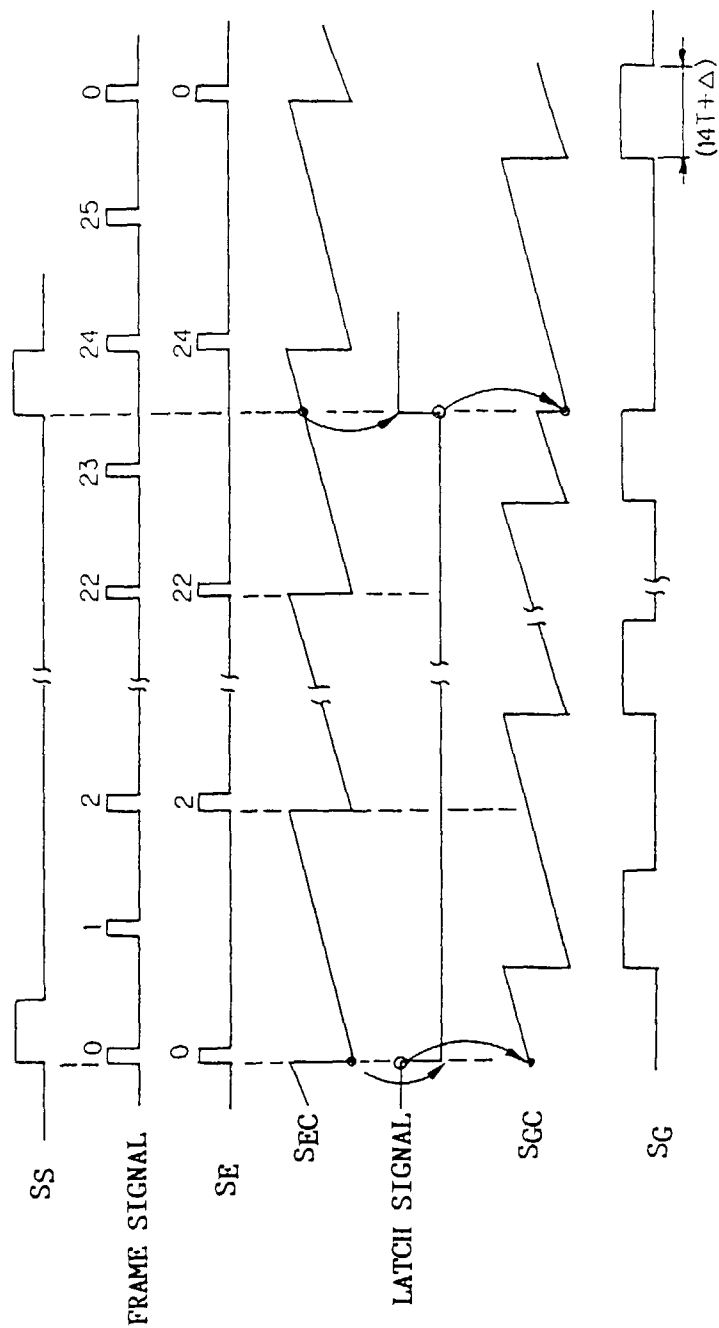 SS
FRAME SIGNAL 0 1 2 22 23 24 25 0
SE 0 2 22 24 0
SEC
LATCH SIGNAL
SGC
SG
(14T+Δ)